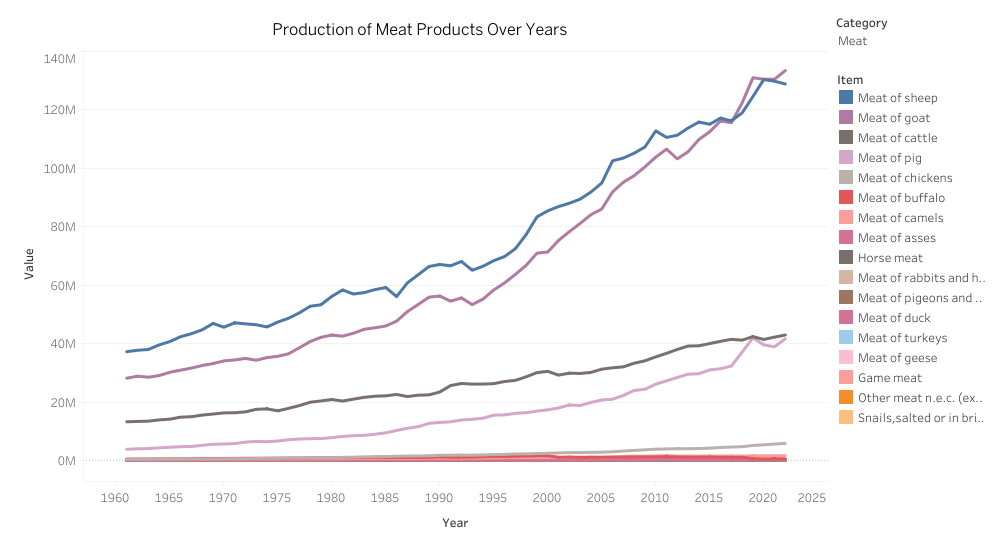 Production of Meat Products Over Years
Category
Meat
Item
Meat of sheep
Meat of goat
Meat of cattle
Meat of pig
Meat of chickens
Meat of buffalo
Meat of camels
Meat of asses
Horse meat
Meat of rabbits and h..
Meat of pigeons and ..
Meat of duck
Meat of turkeys
Meat of geese
Game meat
Other meat n.e.c. (ex..
Snails,salted or in bri..
Value
140M
120M
100M
80M
60M
40M
20M
0M
1960 1965 1970 1975 1980 1985 1990 1995 2000 2005 2010 2015 2020 2025
Year